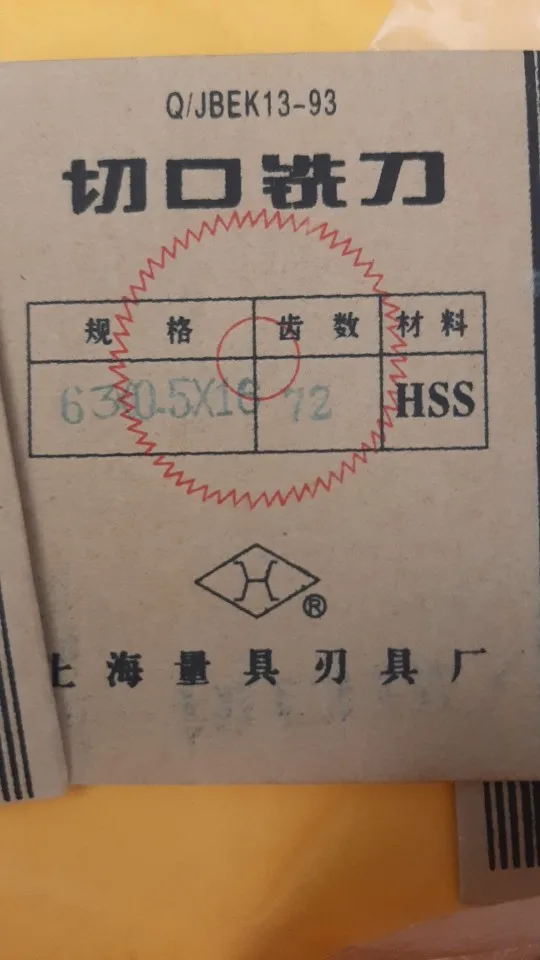 Q/JBEK13-93
切口铣刀
规 格 齿 数 材 料
63X0.5X16 72 HSS
®
上海量具刃具厂